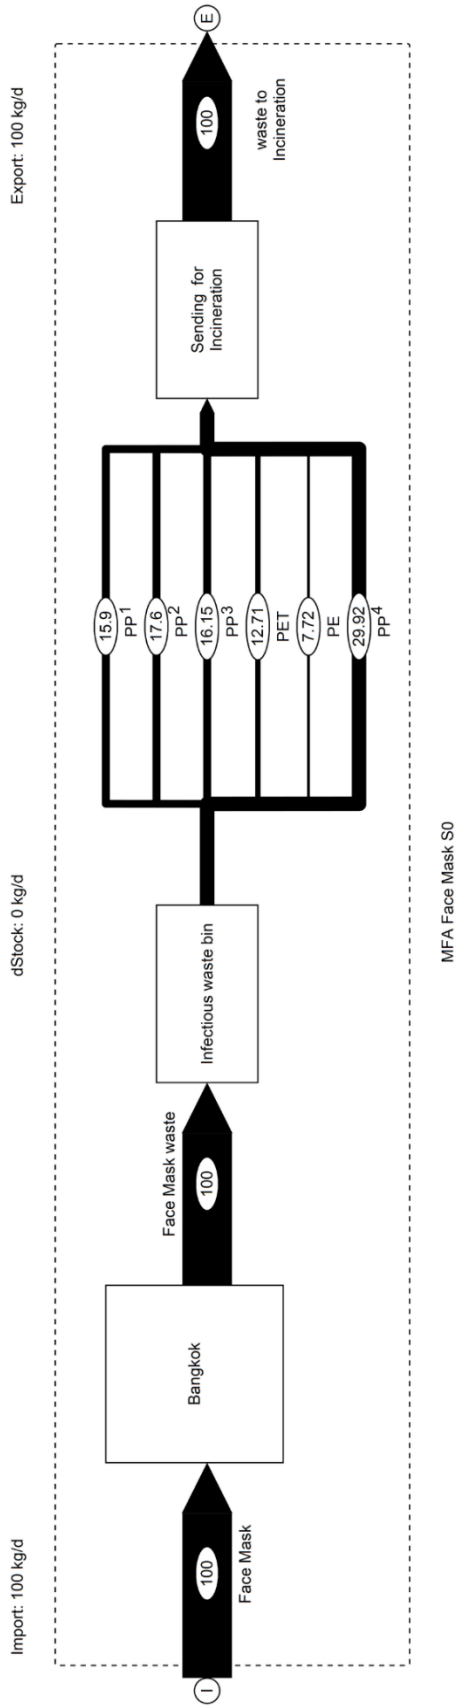 Import: 100 kg/d
dStock: 0 kg/d
Export: 100 kg/d
I
100
Face Mask
Bangkok
Face Mask waste
100
Infectious waste bin
15.9
PP1
17.6
PP2
16.15
PP3
12.71
PET
7.72
PE
29.92
PP4
Sending for
Incineration
100
waste to
Incineration
E
MFA Face Mask S0